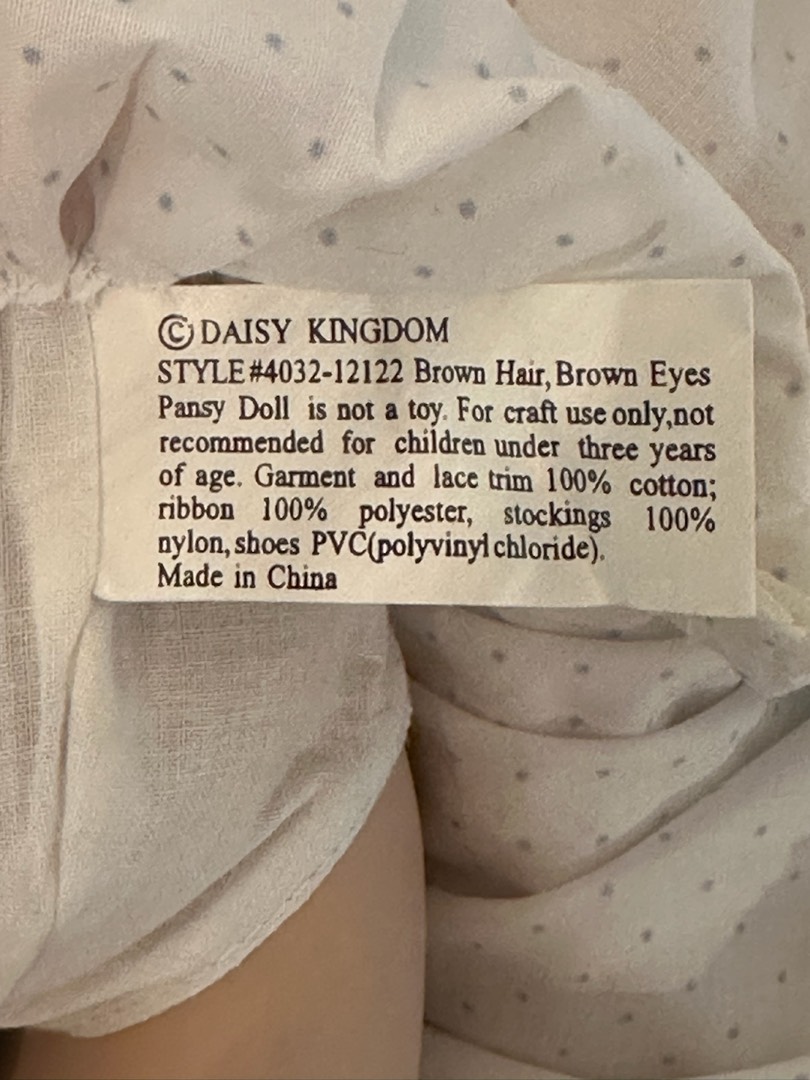 ©DAISY KINGDOM
STYLE#4032-12122 Brown Hair, Brown Eyes
Pansy Doll is not a toy. For craft use only,not
recommended for children under three years
of age. Garment and lace trim 100% cotton;
ribbon 100% polyester, stockings 100%
nylon, shoes PVC(polyvinyl chloride).
Made in China